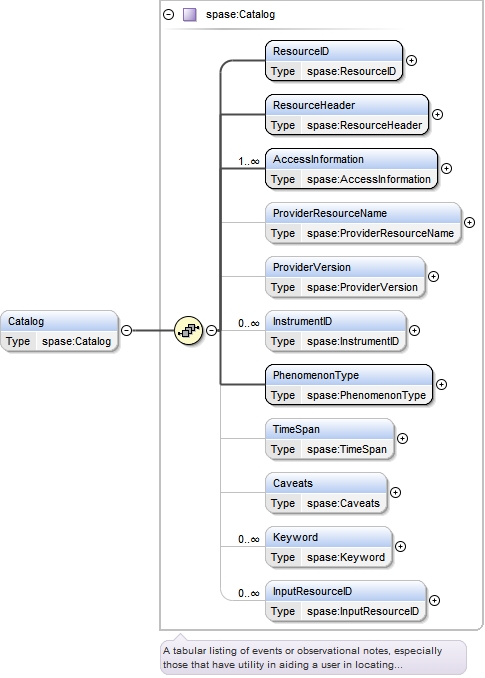 spase:Catalog
ResourceID
Type spase:ResourceID
ResourceHeader
Type spase:ResourceHeader
1..∞
AccessInformation
Type spase:AccessInformation
ProviderResourceName
Type spase:ProviderResourceName
ProviderVersion
Type spase:ProviderVersion
Catalog
Type spase:Catalog
0..∞
InstrumentID
Type spase:InstrumentID
PhenomenonType
Type spase:PhenomenonType
TimeSpan
Type spase:TimeSpan
Caveats
Type spase:Caveats
0..∞
Keyword
Type spase:Keyword
0..∞
InputResourceID
Type spase:InputResourceID
A tabular listing of events or observational notes, especially
those that have utility in aiding a user in locating...